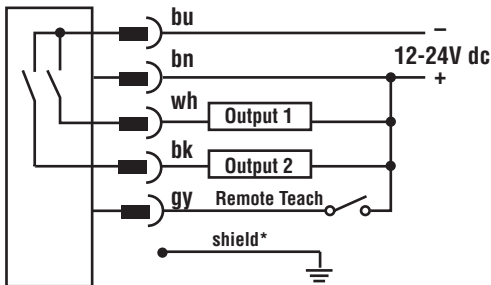 bu
–
12-24V dc
bn
+
wh
Output 1
bk
Output 2
gy
Remote Teach
shield*